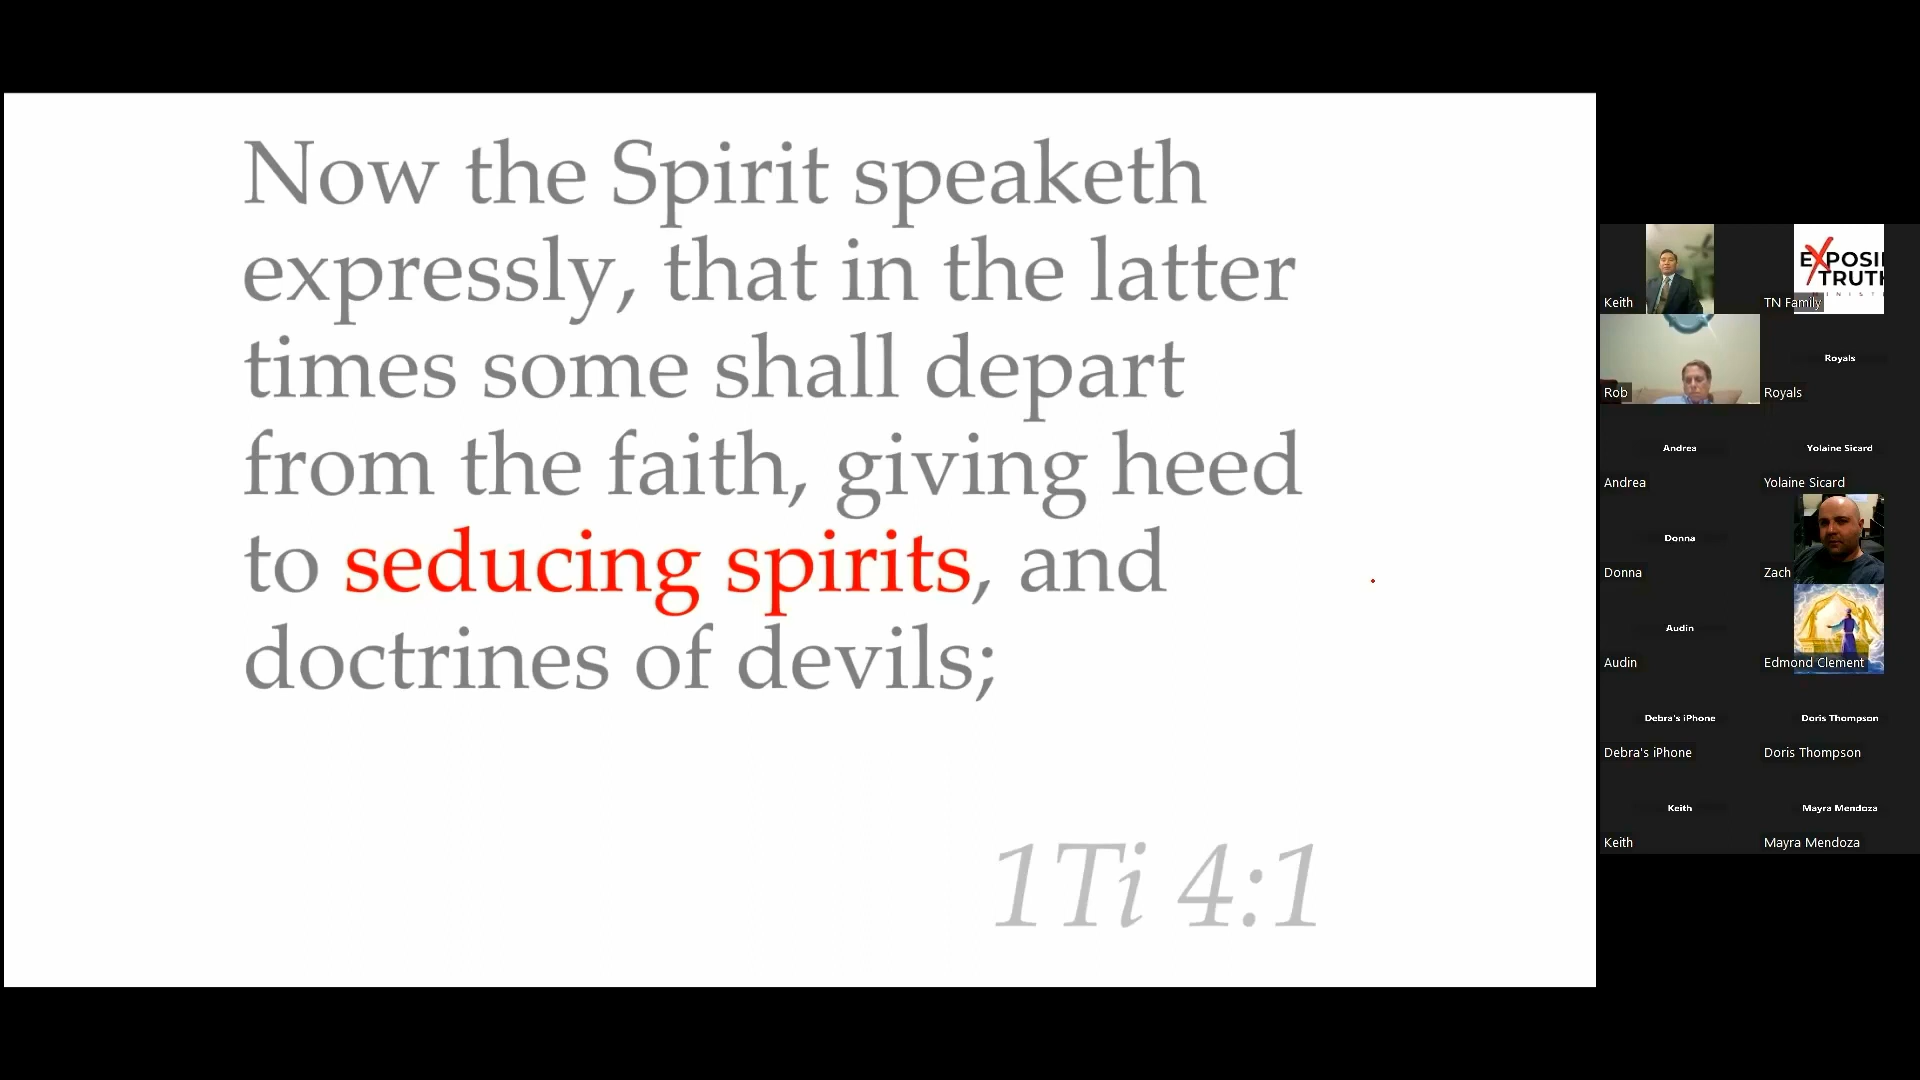 Now the Spirit speaketh
expressly, that in the latter
times some shall depart
from the faith, giving heed
to seducing spirits, and
doctrines of devils;
1Ti 4:1
Keith
EXPOSI
TRUTH
TN Family
Rob
Royals
Royals
Andrea
Andrea
Yolaine Sicard
Yolaine Sicard
Donna
Donna
Zach
Audin
Audin
Edmond Clement
Debra's iPhone
Debra's iPhone
Doris Thompson
Doris Thompson
Keith
Keith
Mayra Mendoza
Mayra Mendoza